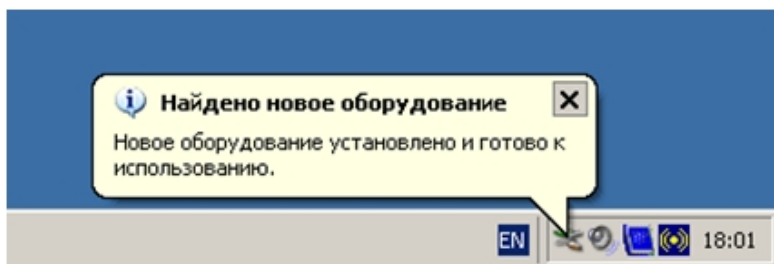 Найдено новое оборудование
Новое оборудование установлено и готово к
использованию.
EN
18:01